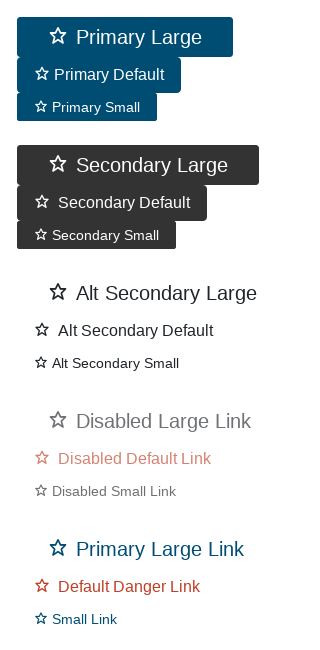 Primary Large
Primary Default
Primary Small
Secondary Large
Secondary Default
Secondary Small
Alt Secondary Large
Alt Secondary Default
Alt Secondary Small
Disabled Large Link
Disabled Default Link
Disabled Small Link
Primary Large Link
Default Danger Link
Small Link